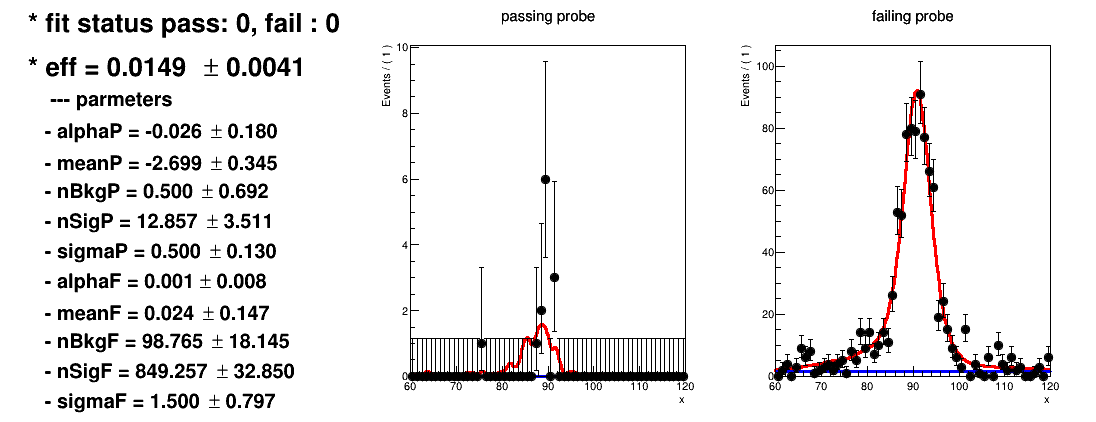 * fit status pass: 0, fail : 0
* eff = 0.0149 ± 0.0041
--- parmeters
- alphaP = -0.026 ± 0.180
- meanP = -2.699 ± 0.345
- nBkgP = 0.500 ± 0.692
- nSigP = 12.857 ± 3.511
- sigmaP = 0.500 ± 0.130
- alphaF = 0.001 ± 0.008
- meanF = 0.024 ± 0.147
- nBkgF = 98.765 ± 18.145
- nSigF = 849.257 ± 32.850
- sigmaF = 1.500 ± 0.797
passing probe
Events / ( 1 )
10
8
6
4
2
0
60 70 80 90 100 110 120
x
failing probe
Events / ( 1 )
100
80
60
40
20
0
60 70 80 90 100 110 120
x